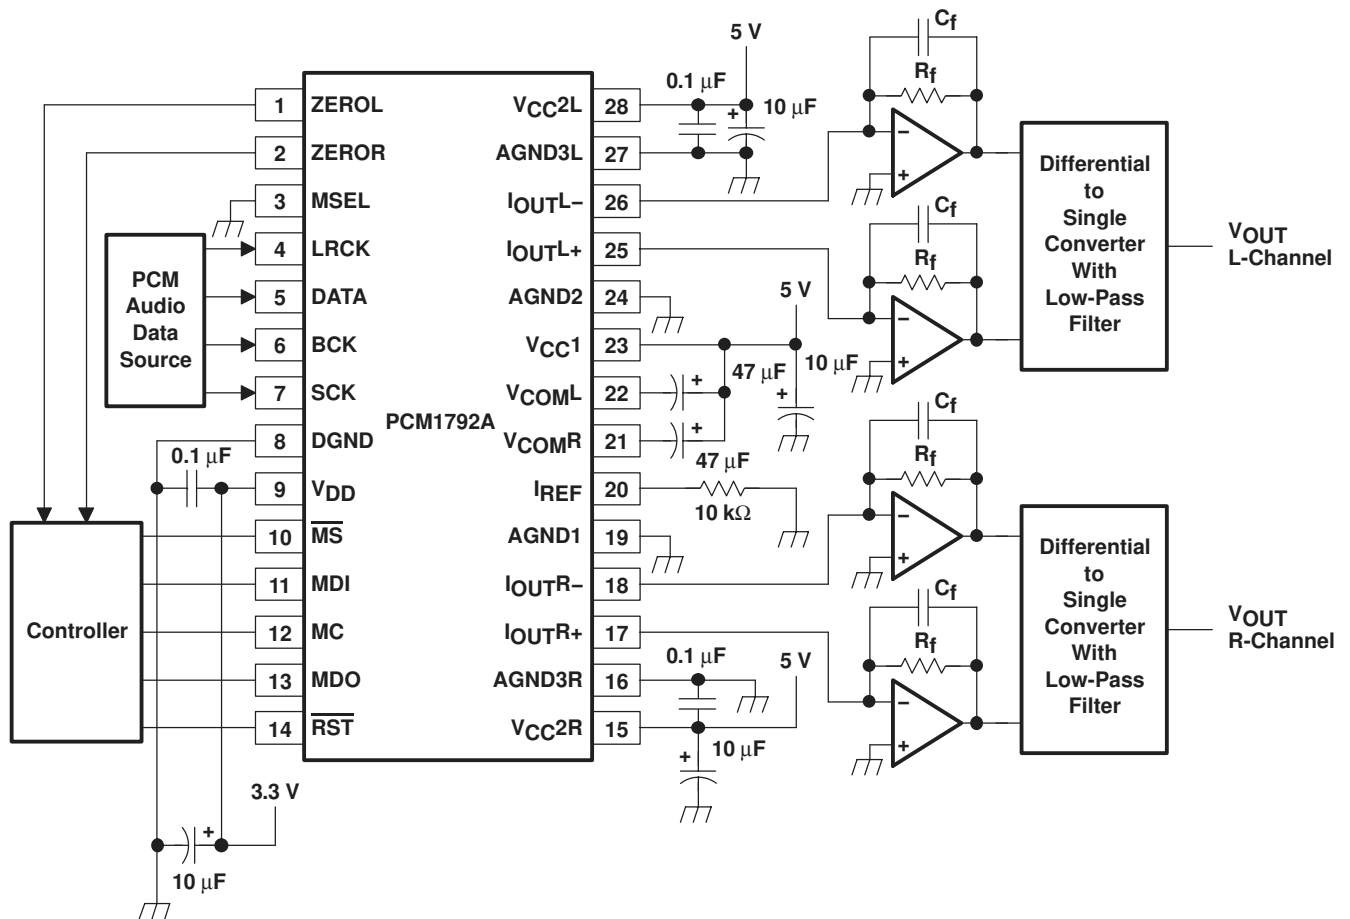 5 V
0.1 μF
10 μF
+
1 ZEROL
2 ZEROR
3 MSEL
4 LRCK
5 DATA
6 BCK
7 SCK
8 DGND
9 VDD
10 MS
11 MDI
12 MC
13 MDO
14 RST
PCM1792A
VCC2L 28
AGND3L 27
IOUTL– 26
IOUTL+ 25
AGND2 24
VCC1 23
VCOML 22
VCOMR 21
IREF 20
AGND1 19
IOUTR– 18
IOUTR+ 17
AGND3R 16
VCC2R 15
PCM
Audio
Data
Source
0.1 μF
Controller
3.3 V
+
10 μF
5 V
10 μF
+
47 μF
+
+
47 μF
10 kΩ
0.1 μF
5 V
10 μF
+
Cf
Rf
–
+
Cf
Rf
–
+
Differential
to
Single
Converter
With
Low-Pass
Filter
VOUT
L-Channel
Cf
Rf
–
+
Cf
Rf
–
+
Differential
to
Single
Converter
With
Low-Pass
Filter
VOUT
R-Channel